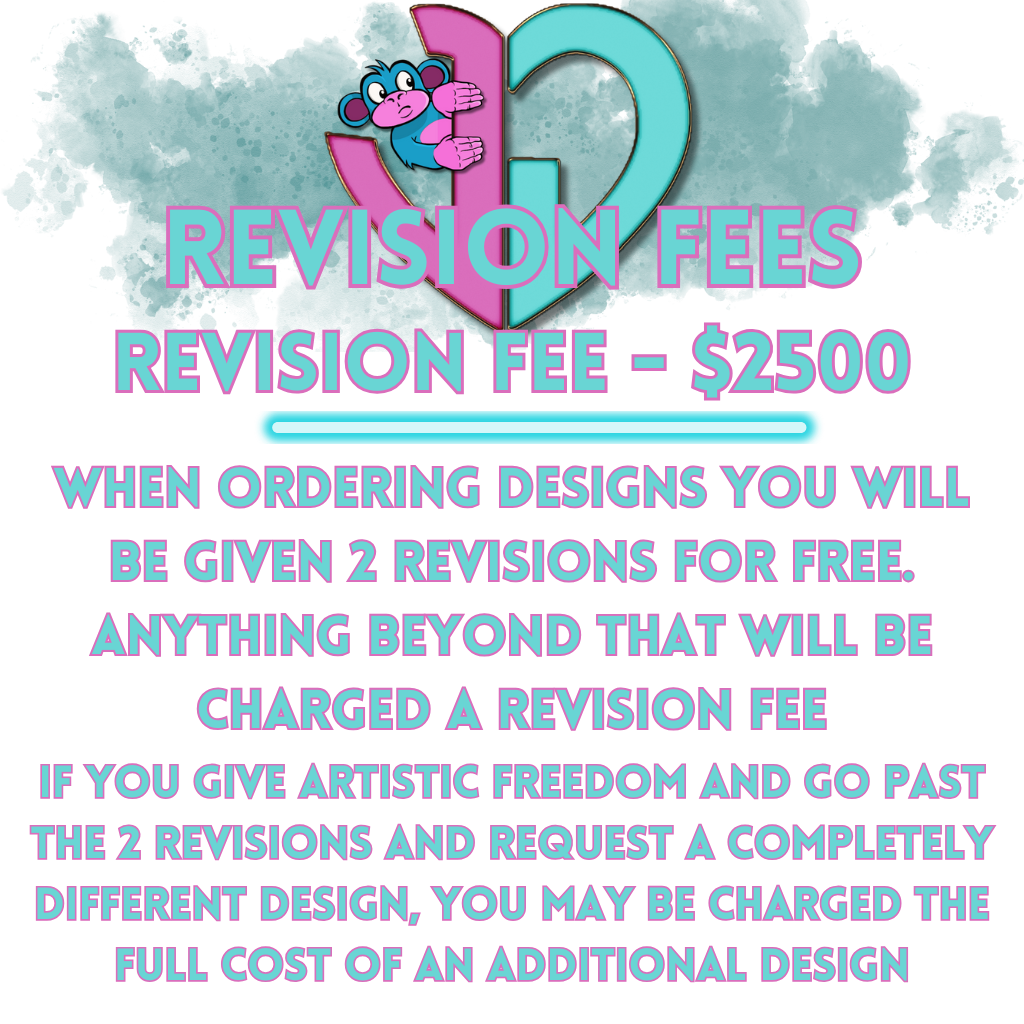 REVISION FEES
REVISION FEE - $2500
WHEN ORDERING DESIGNS YOU WILL
BE GIVEN 2 REVISIONS FOR FREE.
ANYTHING BEYOND THAT WILL BE
CHARGED A REVISION FEE
IF YOU GIVE ARTISTIC FREEDOM AND GO PAST
THE 2 REVISIONS AND REQUEST A COMPLETELY
DIFFERENT DESIGN, YOU MAY BE CHARGED THE
FULL COST OF AN ADDITIONAL DESIGN